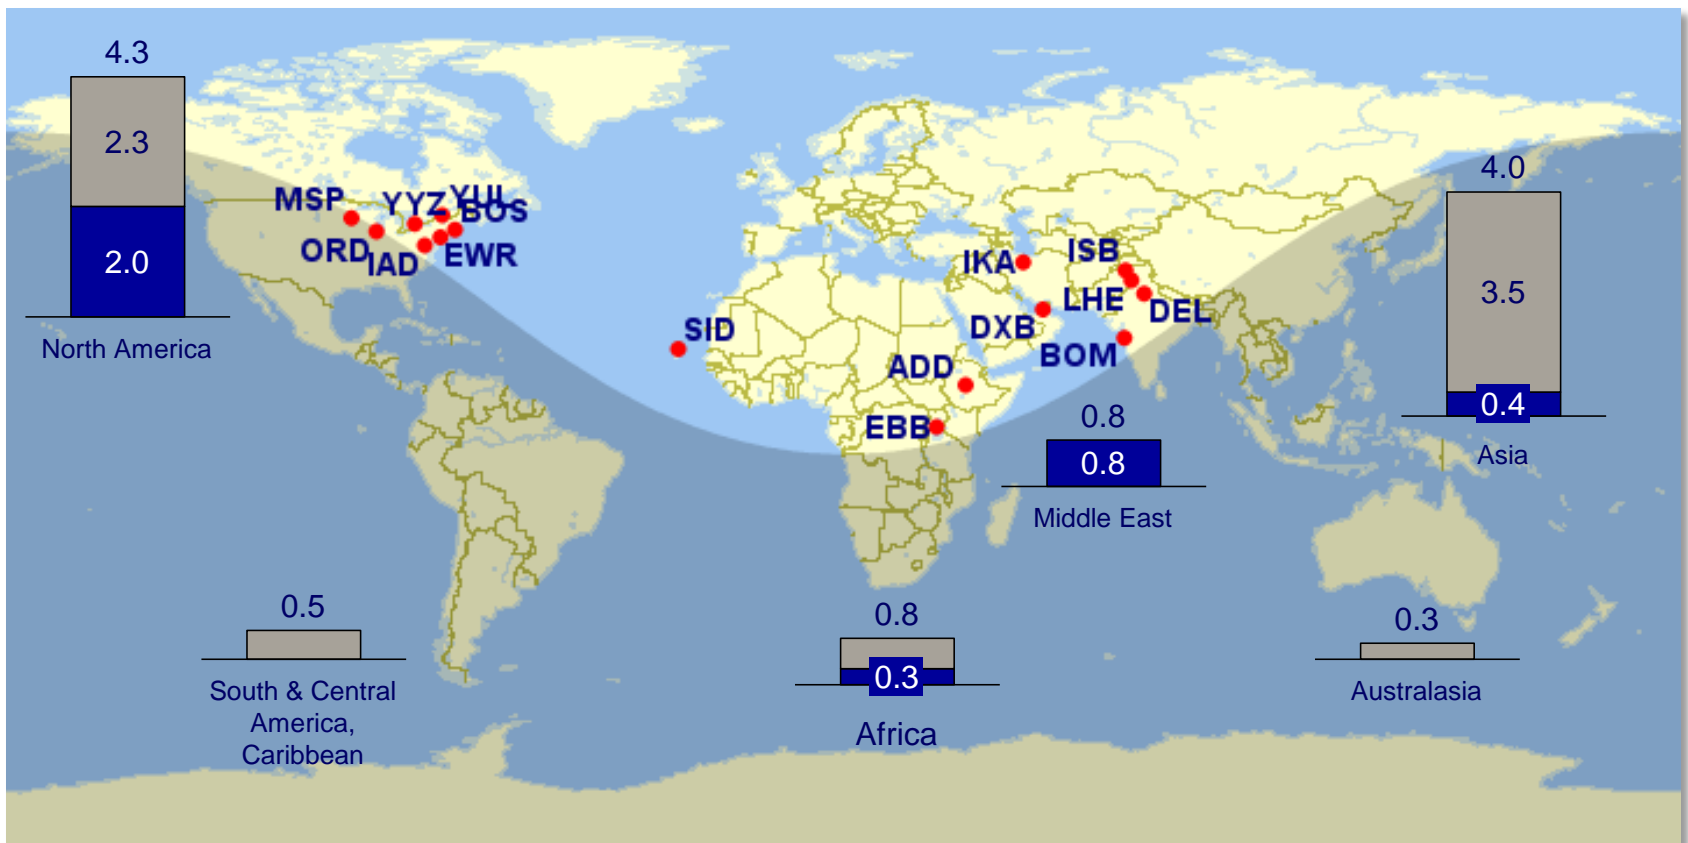 4.3
2.3
2.0
North America
MSP
YYZ
YUL
BOS
ORD
IAD
EWR
SID
IKA
ISB
LHE
DEL
DXB
BOM
ADD
EBB
4.0
3.5
0.4
Asia
0.8
0.8
Middle East
0.5
South & Central
America,
Caribbean
0.8
0.3
Africa
0.3
Australasia